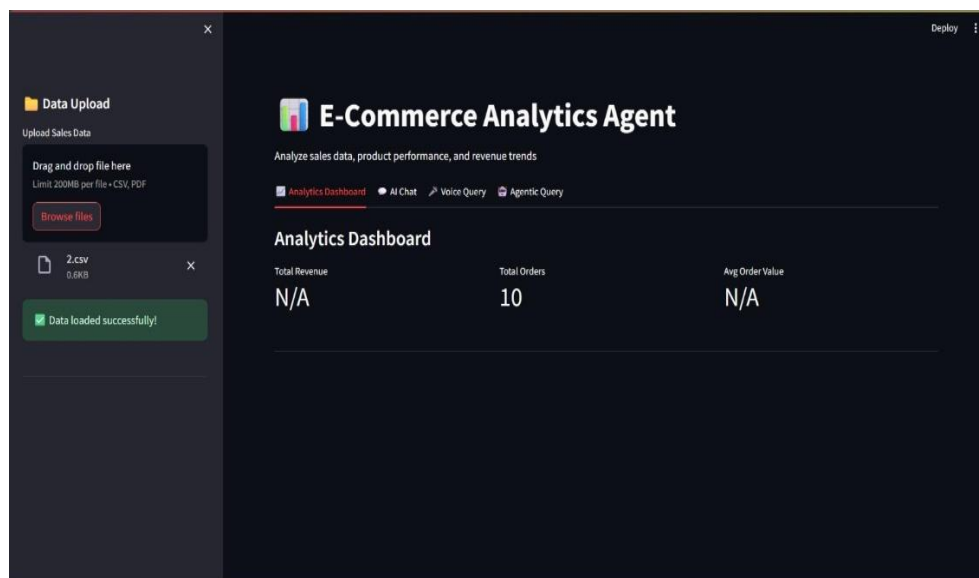 Deploy
Data Upload
Upload Sales Data
Drag and drop file here
Limit 200MB per file • CSV, PDF
Browse files
2.csv
0.6KB
Data loaded successfully!
E-Commerce Analytics Agent
Analyze sales data, product performance, and revenue trends
Analytics Dashboard AI Chat Voice Query Agentic Query
Analytics Dashboard
Total Revenue Total Orders Avg Order Value
N/A 10 N/A